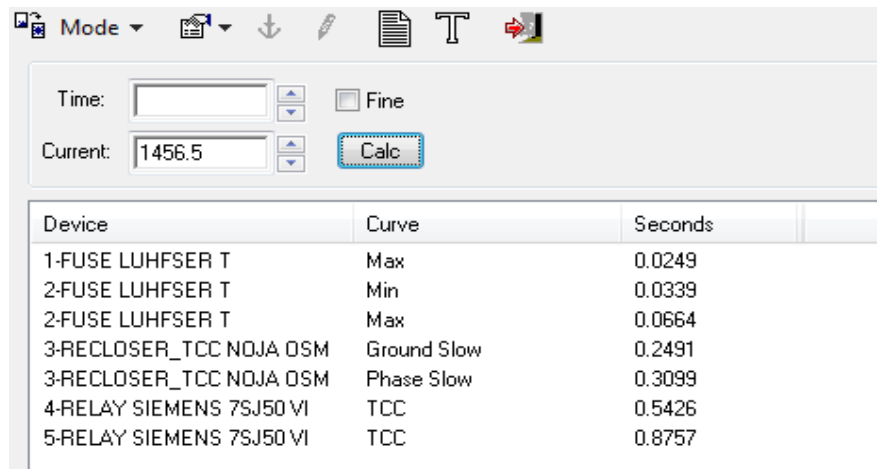 Mode
Time: Fine
Current: 1456.5 Calc
Device Curve Seconds
1-FUSE LUHFSER T Max 0.0249
2-FUSE LUHFSER T Min 0.0339
2-FUSE LUHFSER T Max 0.0664
3-RECLOSER_TCC NOJA OSM Ground Slow 0.2491
3-RECLOSER_TCC NOJA OSM Phase Slow 0.3099
4-RELAY SIEMENS 7SJ50 VI TCC 0.5426
5-RELAY SIEMENS 7SJ50 VI TCC 0.8757